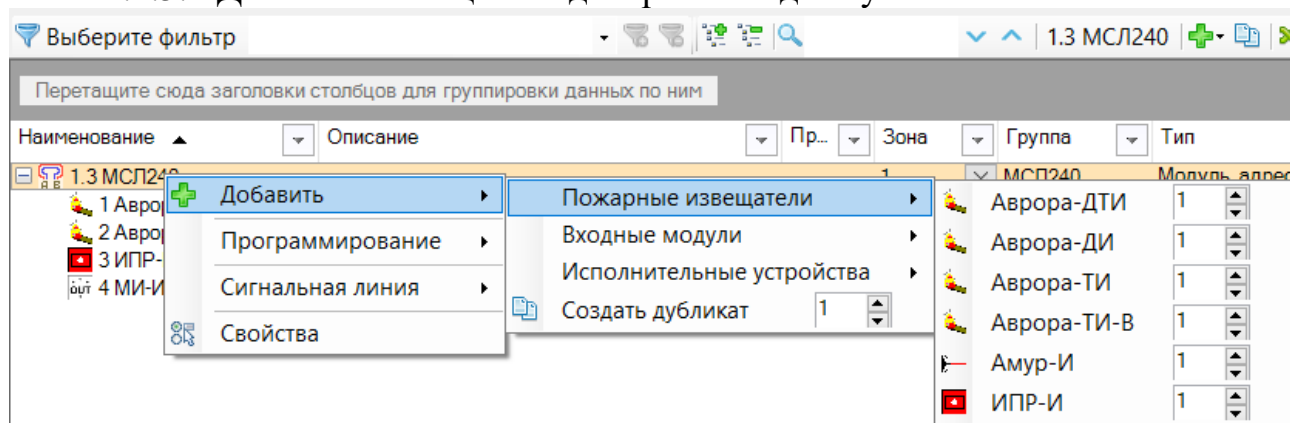 Выберите фильтр
1.3 МСЛ240
Перетащите сюда заголовки столбцов для группировки данных по ним
Наименование Описание Пр... Зона Группа Тип
1.3 МСЛ240 1 МСЛ240 Модуль адрес
Добавить Пожарные извещатели Аврора-ДТИ 1
1 Авро
2 Авро
Программирование Входные модули Аврора-ДИ 1
3 ИПР-
Сигнальная линия Исполнительные устройства Аврора-ТИ 1
4 МИ-И
Создать дубликат 1
Свойства Аврора-ТИ-В 1
Амур-И 1
ИПР-И 1